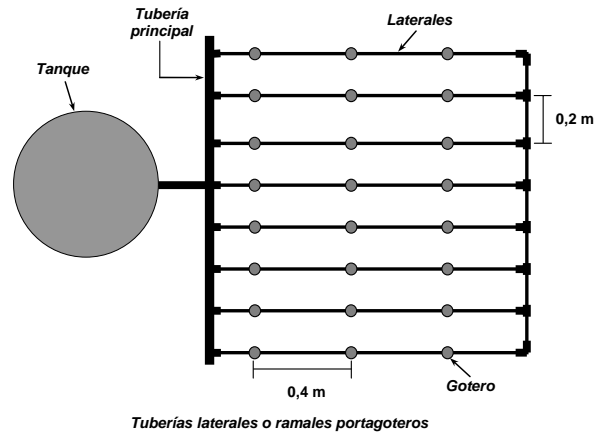 Tubería
principal
Laterales
Tanque
0,2 m
0,4 m
Gotero
Tuberías laterales o ramales portagoteros